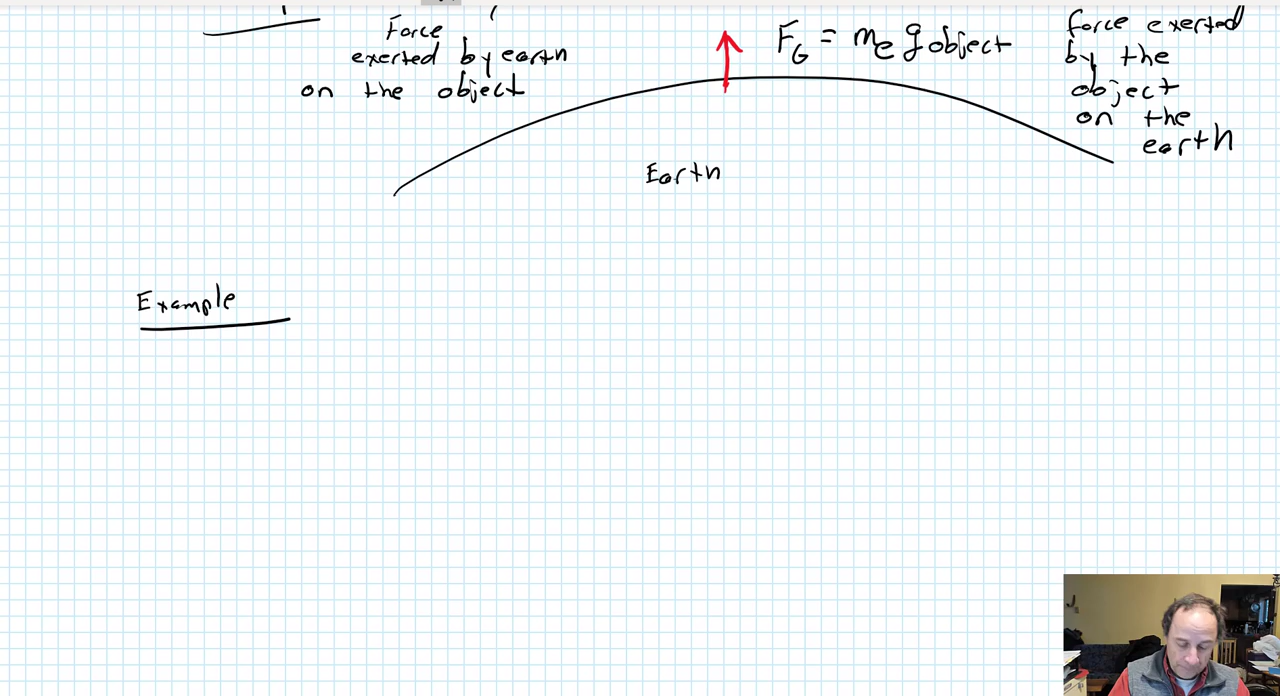 Force
exerted by earth
on the object
F_G = m_e g object
force exerted
by the
object
on the
earth
Earth
Example